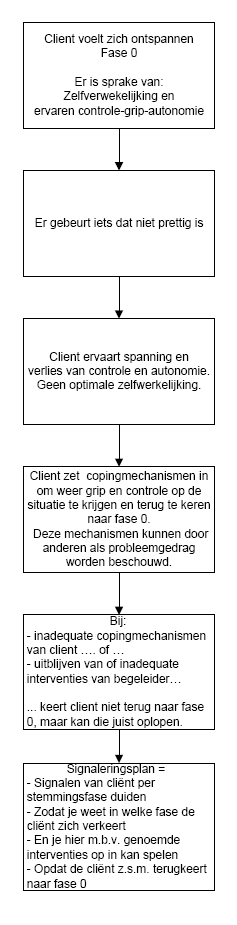 Client voelt zich ontspannen
Fase 0
Er is sprake van:
Zelfverwekelijking en
ervaren controle-grip-autonomie
Er gebeurt iets dat niet prettig is
Client ervaart spanning en
verlies van controle en autonomie.
Geen optimale zelfwerkelijking.
Client zet copingmechanismen in
om weer grip en controle op de
situatie te krijgen en terug te keren
naar fase 0.
Deze mechanismen kunnen door
anderen als probleemgedrag
worden beschouwd.
Bij:
- inadequate copingmechanismen
van client …. of …
- uitblijven van of inadequate
interventies van begeleider…
... keert client niet terug naar fase
0, maar kan die juist oplopen.
Signaleringsplan =
- Signalen van cliënt per
stemmingsfase duiden
- Zodat je weet in welke fase de
cliënt zich verkeert
- En je hier m.b.v. genoemde
interventies op in kan spelen
- Opdat de cliënt z.s.m. terugkeert
naar fase 0